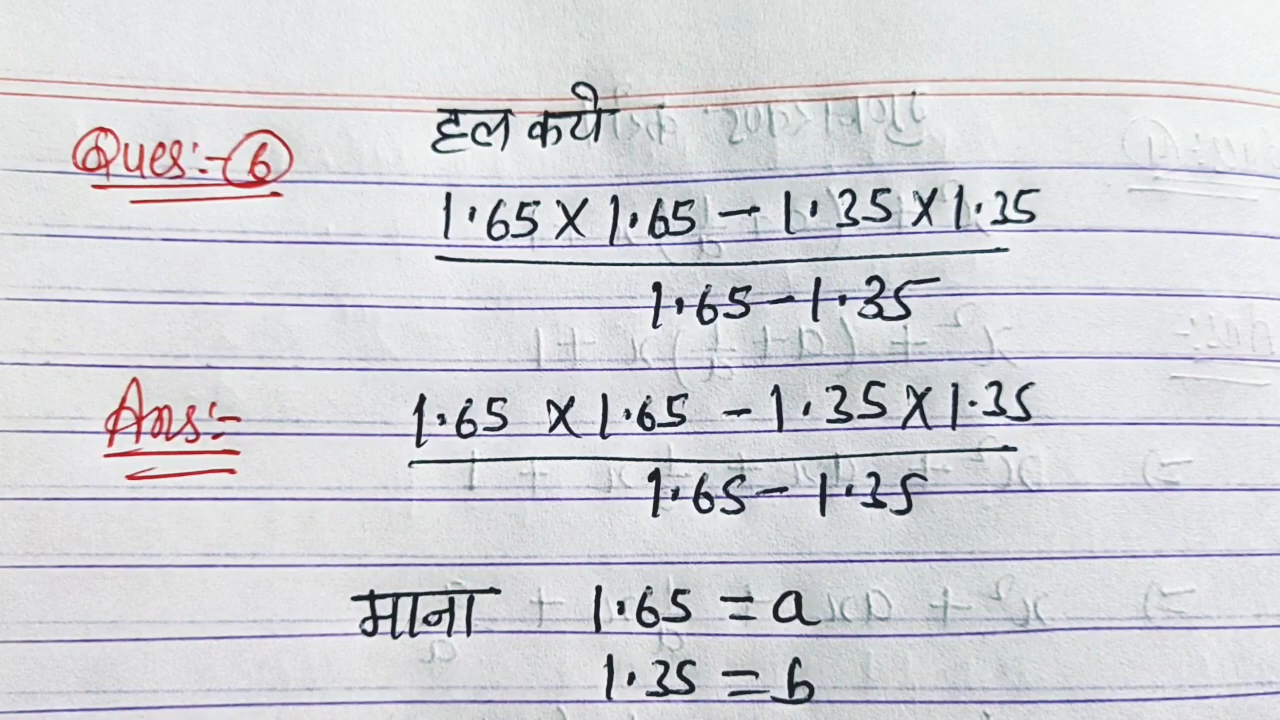 हल करो
Ques:-6
1.65 × 1.65 - 1.35 × 1.35
1.65 - 1.35
Ans:-
1.65 × 1.65 - 1.35 × 1.35
1.65 - 1.35
माना 1.65 = a
1.35 = b